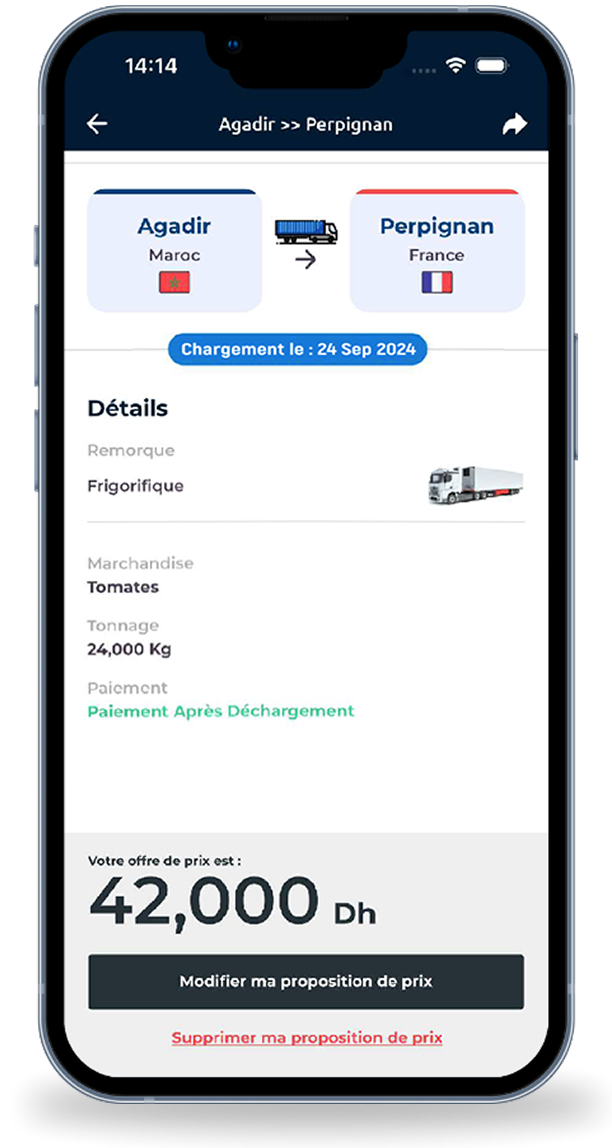 14:14
Agadir >> Perpignan
Agadir
Maroc
Perpignan
France
Chargement le : 24 Sep 2024
Détails
Remorque
Frigorifique
Marchandise
Tomates
Tonnage
24,000 Kg
Paiement
Paiement Après Déchargement
Votre offre de prix est :
42,000 Dh
Modifier ma proposition de prix
Supprimer ma proposition de prix